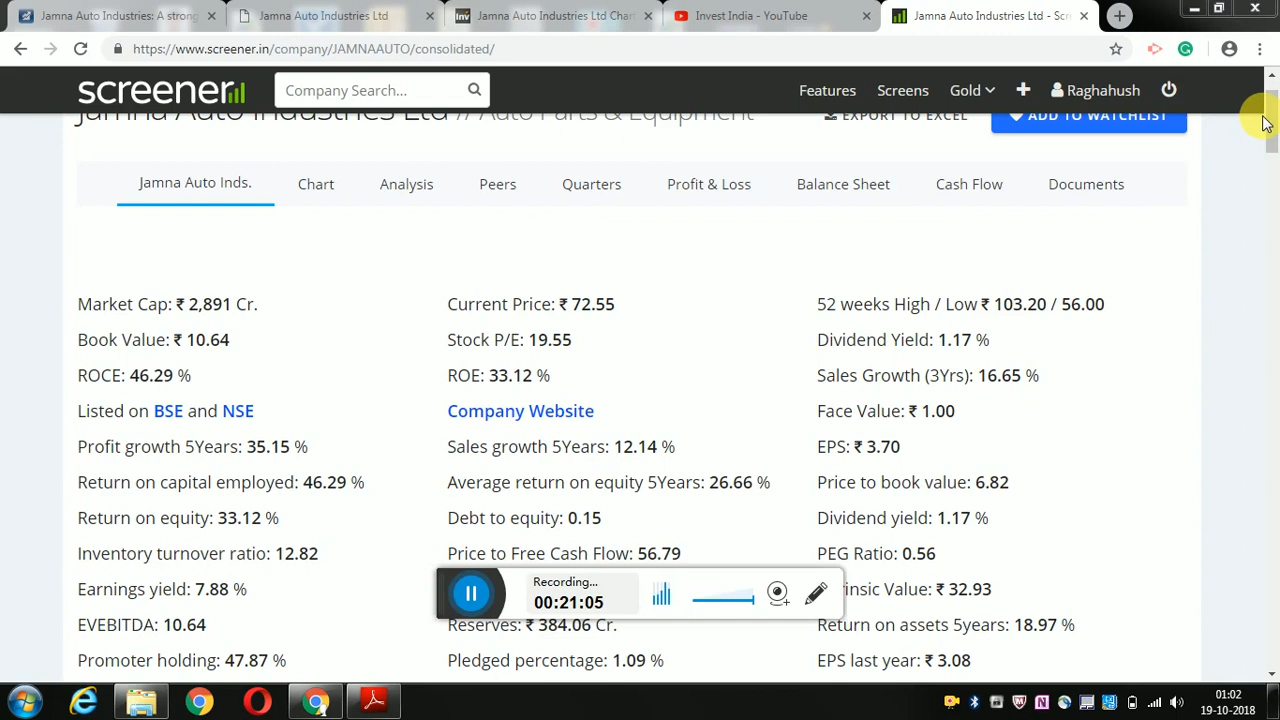 Jamna Auto Industries: A strong
Jamna Auto Industries Ltd
Inv Jamna Auto Industries Ltd Char
Invest India - YouTube
Jamna Auto Industries Ltd - Scr
https://www.screener.in/company/JAMNAAUTO/consolidated/
screener
Company Search...
Features Screens Gold Raghahush
Jamna Auto Industries Ltd // Auto Parts & Equipment
EXPORT TO EXCEL
ADD TO WATCHLIST
Jamna Auto Inds. Chart Analysis Peers Quarters Profit & Loss Balance Sheet Cash Flow Documents
Market Cap: ₹ 2,891 Cr. Current Price: ₹ 72.55 52 weeks High / Low ₹ 103.20 / 56.00
Book Value: ₹ 10.64 Stock P/E: 19.55 Dividend Yield: 1.17 %
ROCE: 46.29 % ROE: 33.12 % Sales Growth (3Yrs): 16.65 %
Listed on BSE and NSE Company Website Face Value: ₹ 1.00
Profit growth 5Years: 35.15 % Sales growth 5Years: 12.14 % EPS: ₹ 3.70
Return on capital employed: 46.29 % Average return on equity 5Years: 26.66 % Price to book value: 6.82
Return on equity: 33.12 % Debt to equity: 0.15 Dividend yield: 1.17 %
Inventory turnover ratio: 12.82 Price to Free Cash Flow: 56.79 PEG Ratio: 0.56
Earnings yield: 7.88 % rinsic Value: ₹ 32.93
Recording...
00:21:05
EVEBITDA: 10.64 Reserves: ₹ 384.06 Cr. Return on assets 5years: 18.97 %
Promoter holding: 47.87 % Pledged percentage: 1.09 % EPS last year: ₹ 3.08
01:02
19-10-2018